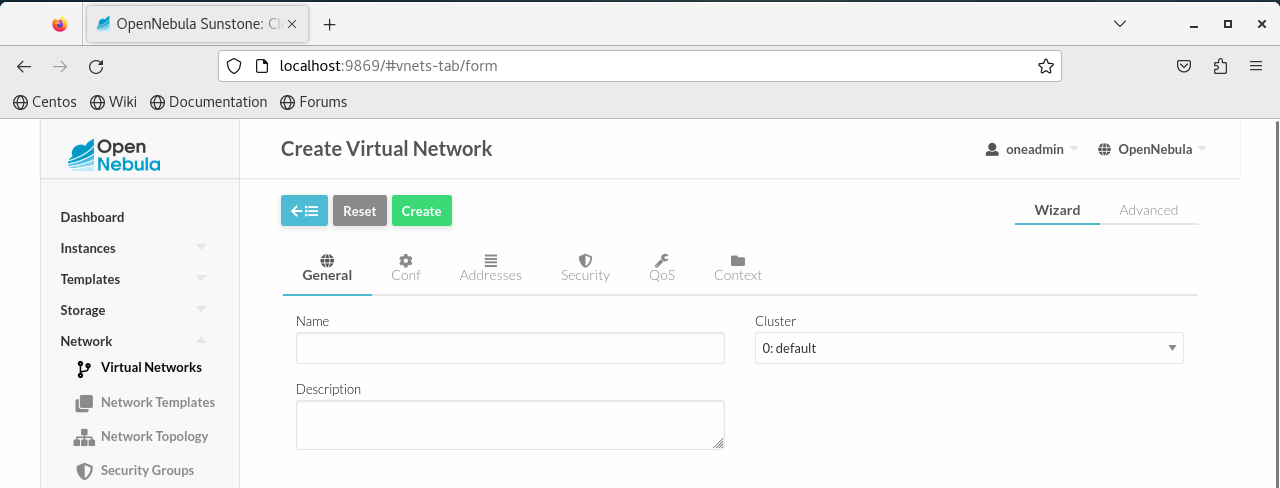 OpenNebula Sunstone: Cl
localhost:9869/#vnets-tab/form
Centos Wiki Documentation Forums
Open
Nebula
Create Virtual Network
oneadmin OpenNebula
Reset Create
Wizard Advanced
Dashboard
Instances
Templates
Storage
Network
Virtual Networks
Network Templates
Network Topology
Security Groups
General Conf Addresses Security QoS Context
Name
Cluster
0: default
Description